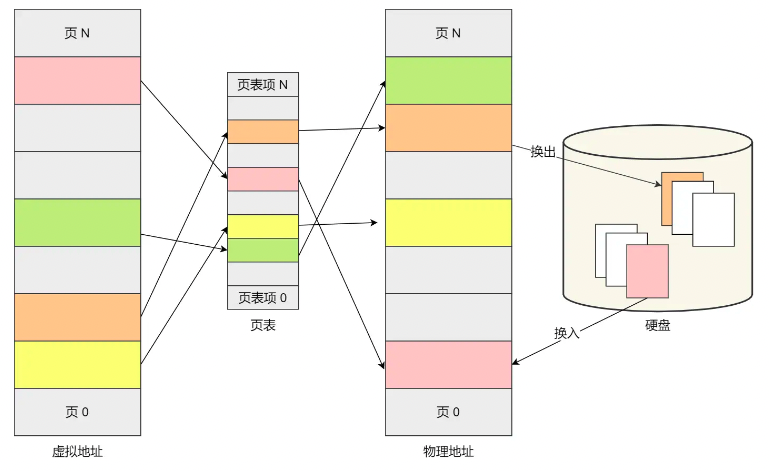 页 N
页表项 N
页表项 0
页表
页 0
虚拟地址
页 N
页 0
物理地址
换出
换入
硬盘